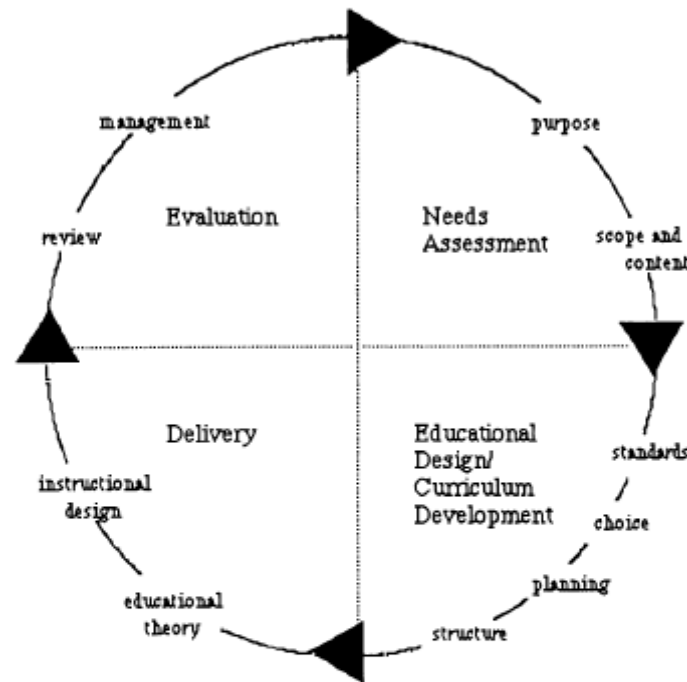 management
purpose
Evaluation
Needs
Assessment
review
scope and
content
Delivery
Educational
Design/
Curriculum
Development
standards
instructional
design
choice
planning
educational
theory
structure